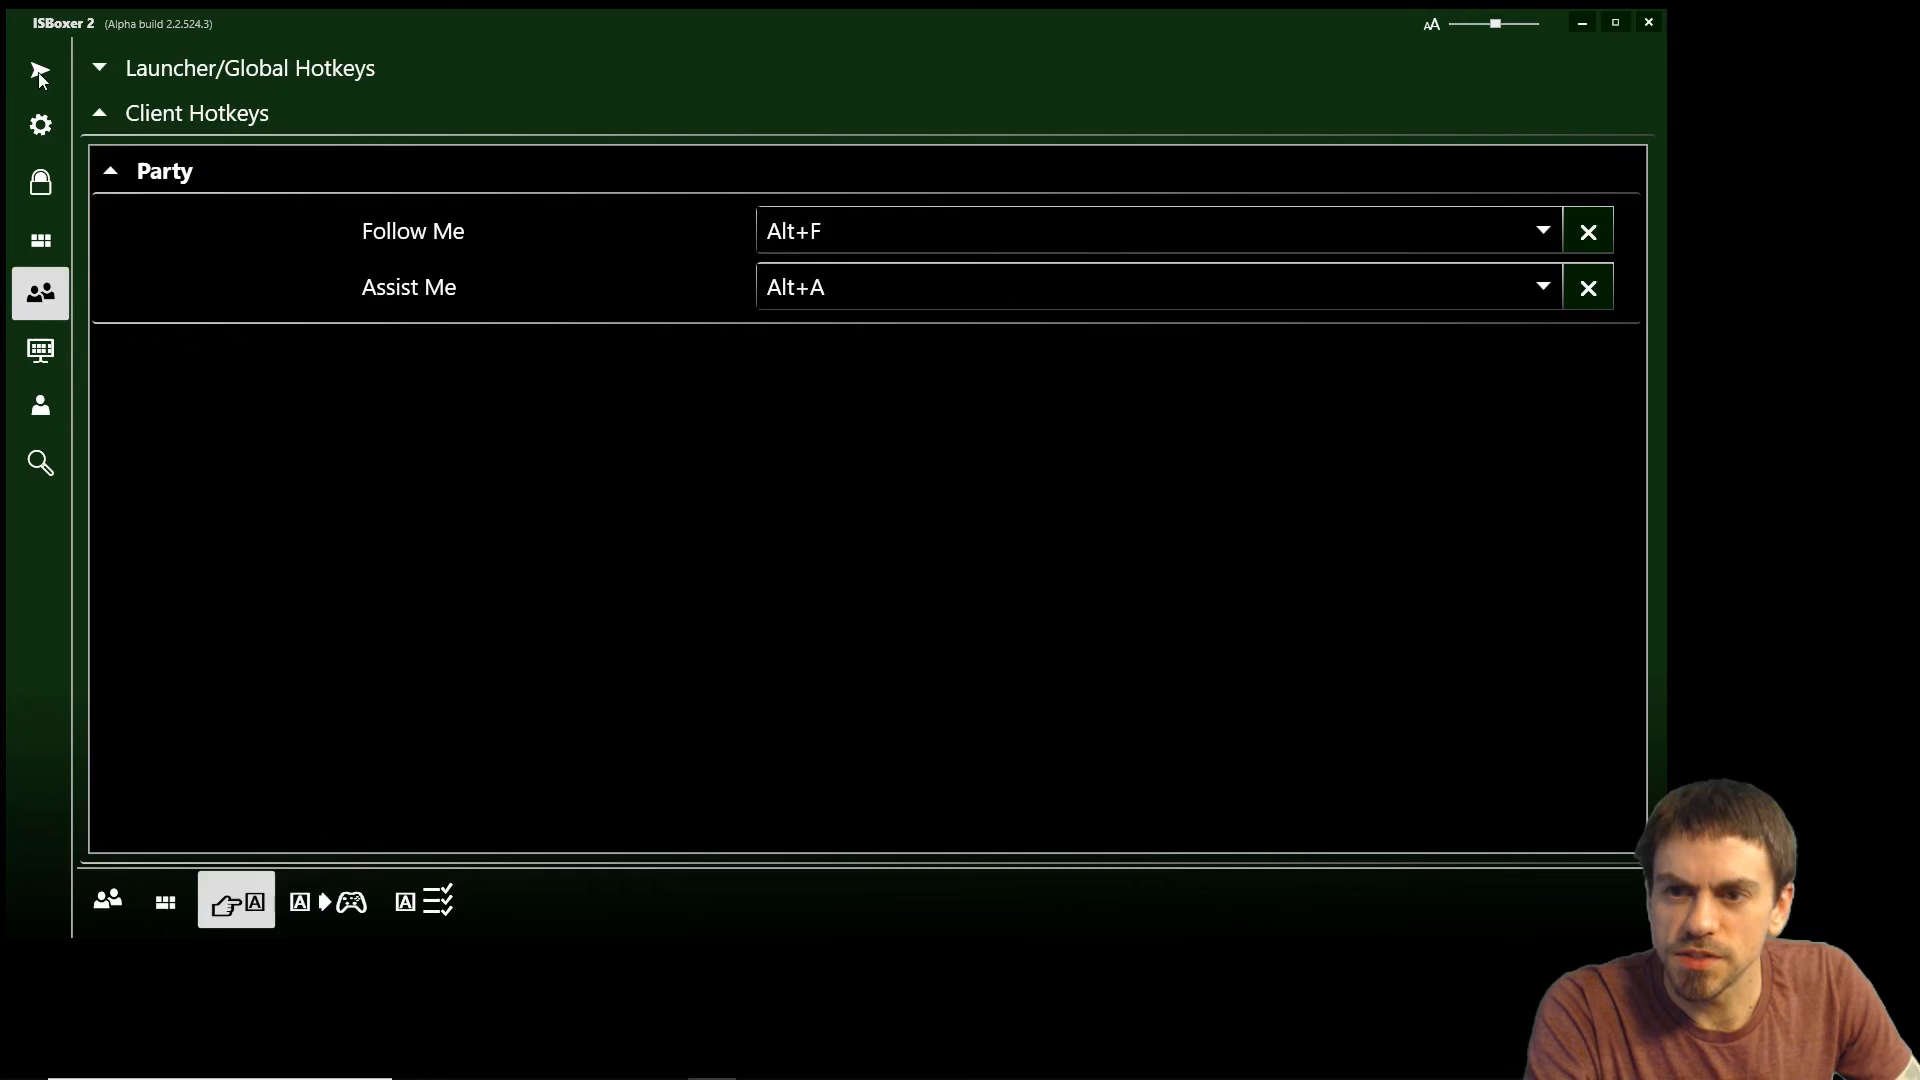 ISBoxer 2 (Alpha build 2.2.524.3)
AA
Launcher/Global Hotkeys
Client Hotkeys
Party
Follow Me
Alt+F
Assist Me
Alt+A
A
A
A